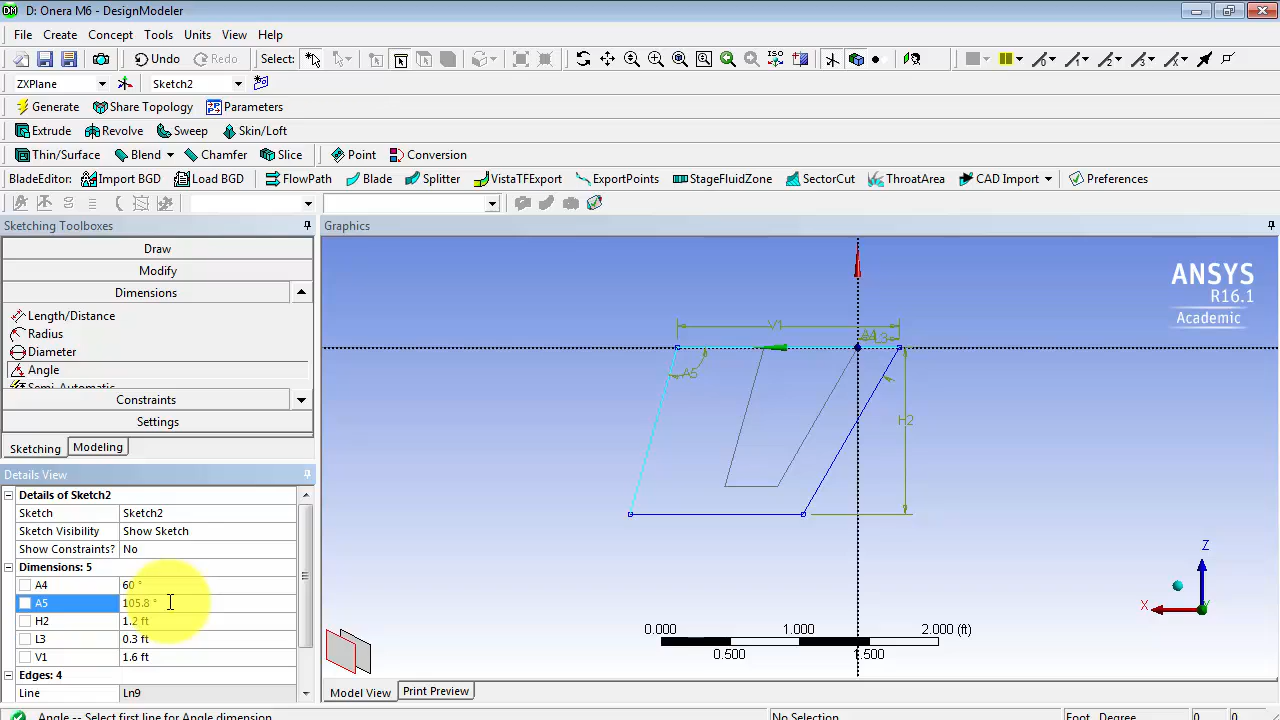 D: Onera M6 - DesignModeler
File Create Concept Tools Units View Help
Undo Redo Select:
ZXPlane Sketch2
Generate Share Topology Parameters
Extrude Revolve Sweep Skin/Loft
Thin/Surface Blend Chamfer Slice Point Conversion
BladeEditor: Import BGD Load BGD FlowPath Blade Splitter VistaTFExport ExportPoints StageFluidZone SectorCut ThroatArea CAD Import Preferences
Sketching Toolboxes
Draw
Modify
Dimensions
Length/Distance
Radius
Diameter
Angle
Semi-Automatic
Constraints
Settings
Sketching Modeling
Details View
Details of Sketch2
Sketch Sketch2
Sketch Visibility Show Sketch
Show Constraints? No
Dimensions: 5
A4 60 °
A5 105.8 °
H2 1.2 ft
L3 0.3 ft
V1 1.6 ft
Edges: 4
Line Ln9
Graphics
ANSYS
R16.1
Academic
V1
A4
L3
A5
H2
Z
X
Y
0.000 1.000 2.000 (ft)
0.500 1.500
Model View Print Preview
Angle -- Select first line for Angle dimension
No Selection Foot Degree 0 0